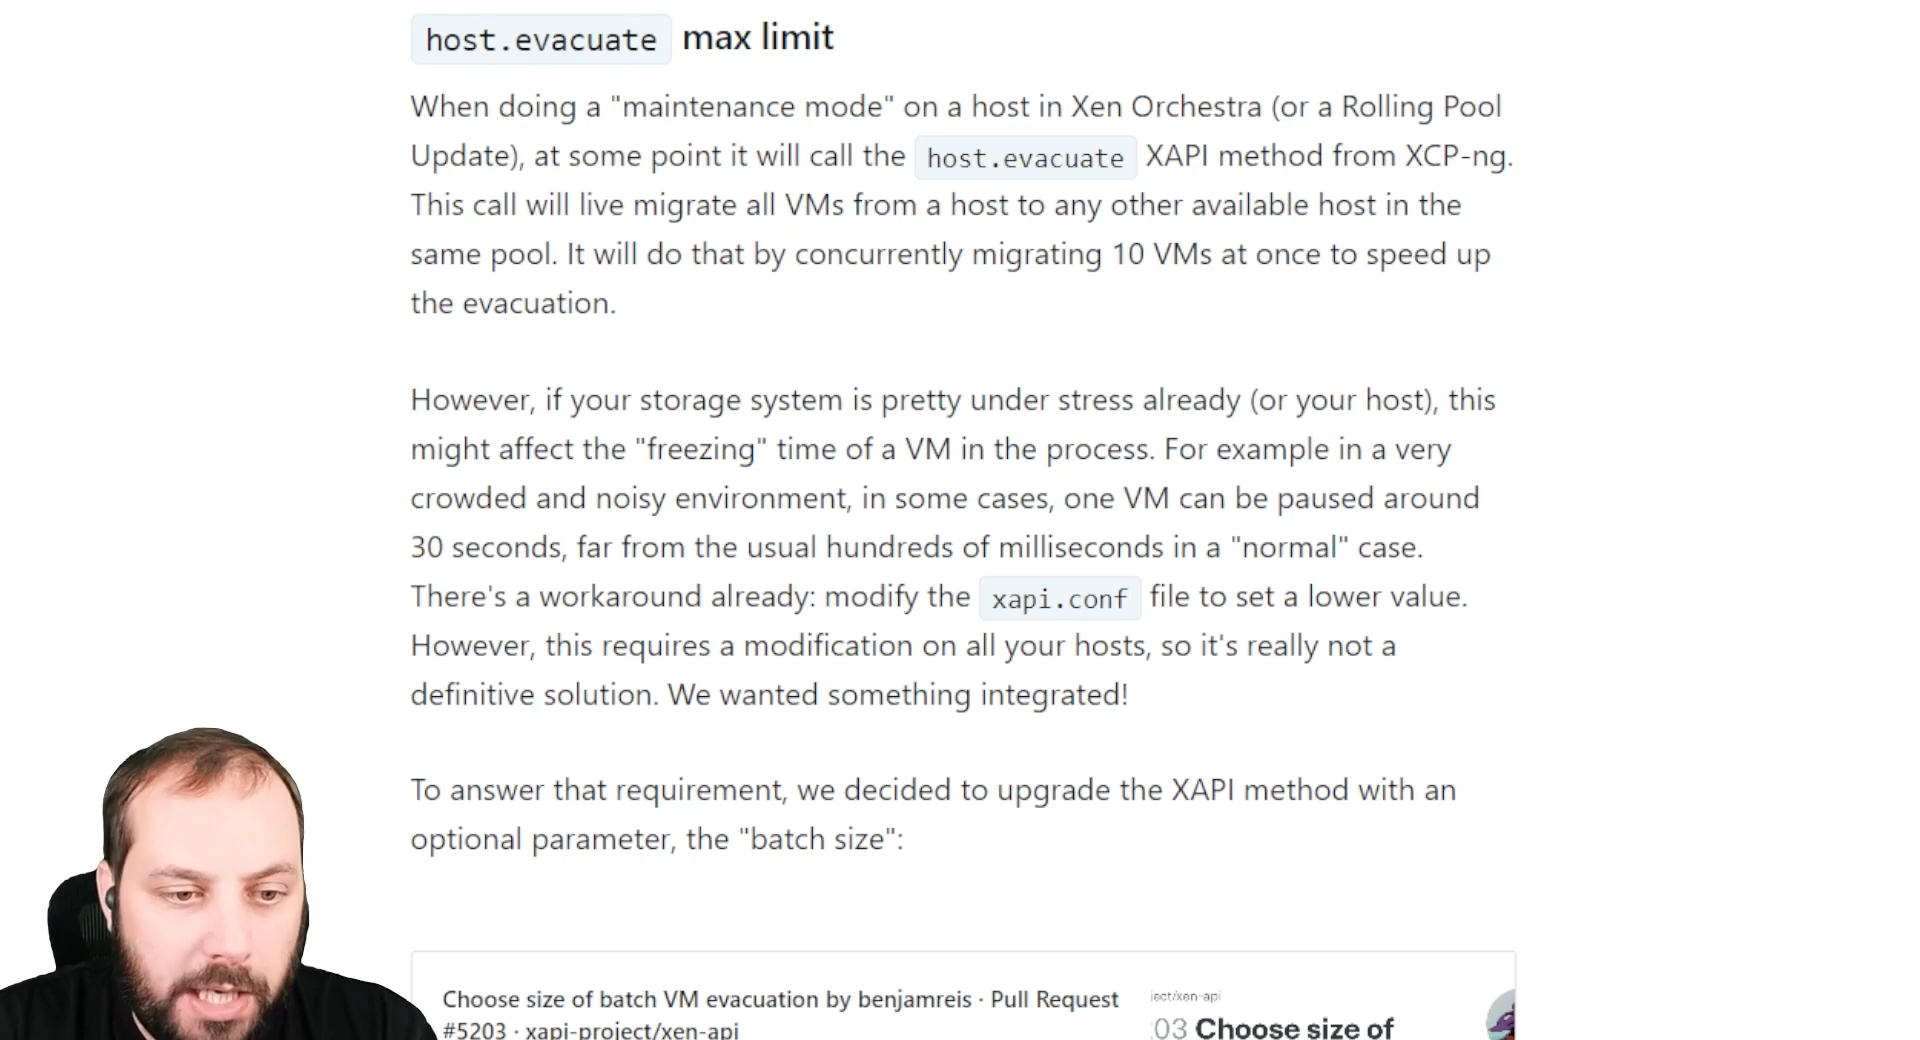 host.evacuate max limit
When doing a "maintenance mode" on a host in Xen Orchestra (or a Rolling Pool
Update), at some point it will call the host.evacuate XAPI method from XCP-ng.
This call will live migrate all VMs from a host to any other available host in the
same pool. It will do that by concurrently migrating 10 VMs at once to speed up
the evacuation.
However, if your storage system is pretty under stress already (or your host), this
might affect the "freezing" time of a VM in the process. For example in a very
crowded and noisy environment, in some cases, one VM can be paused around
30 seconds, far from the usual hundreds of milliseconds in a "normal" case.
There's a workaround already: modify the xapi.conf file to set a lower value.
However, this requires a modification on all your hosts, so it's really not a
definitive solution. We wanted something integrated!
To answer that requirement, we decided to upgrade the XAPI method with an
optional parameter, the "batch size":
Choose size of batch VM evacuation by benjamreis · Pull Request
#5203 · xapi-project/xen-api
ject/xen-api
03 Choose size of